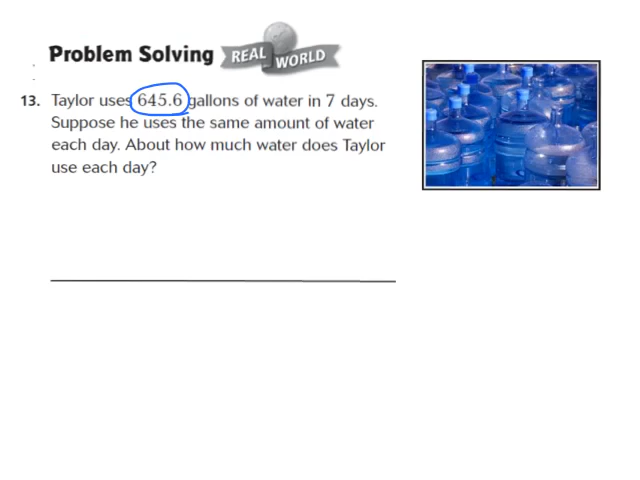 Problem Solving REAL WORLD
13. Taylor uses 645.6 gallons of water in 7 days.
Suppose he uses the same amount of water
each day. About how much water does Taylor
use each day?